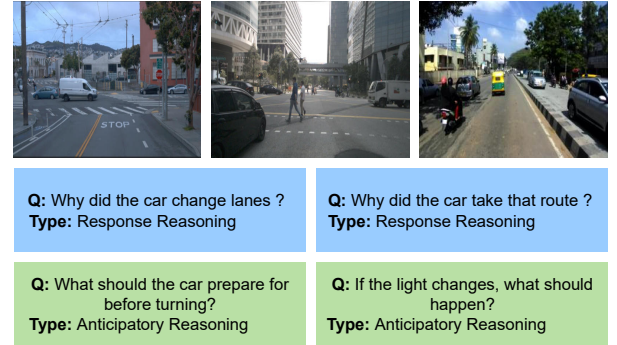 STOP
Q: Why did the car change lanes ?
Type: Response Reasoning
Q: Why did the car take that route ?
Type: Response Reasoning
Q: What should the car prepare for
before turning?
Type: Anticipatory Reasoning
Q: If the light changes, what should
happen?
Type: Anticipatory Reasoning